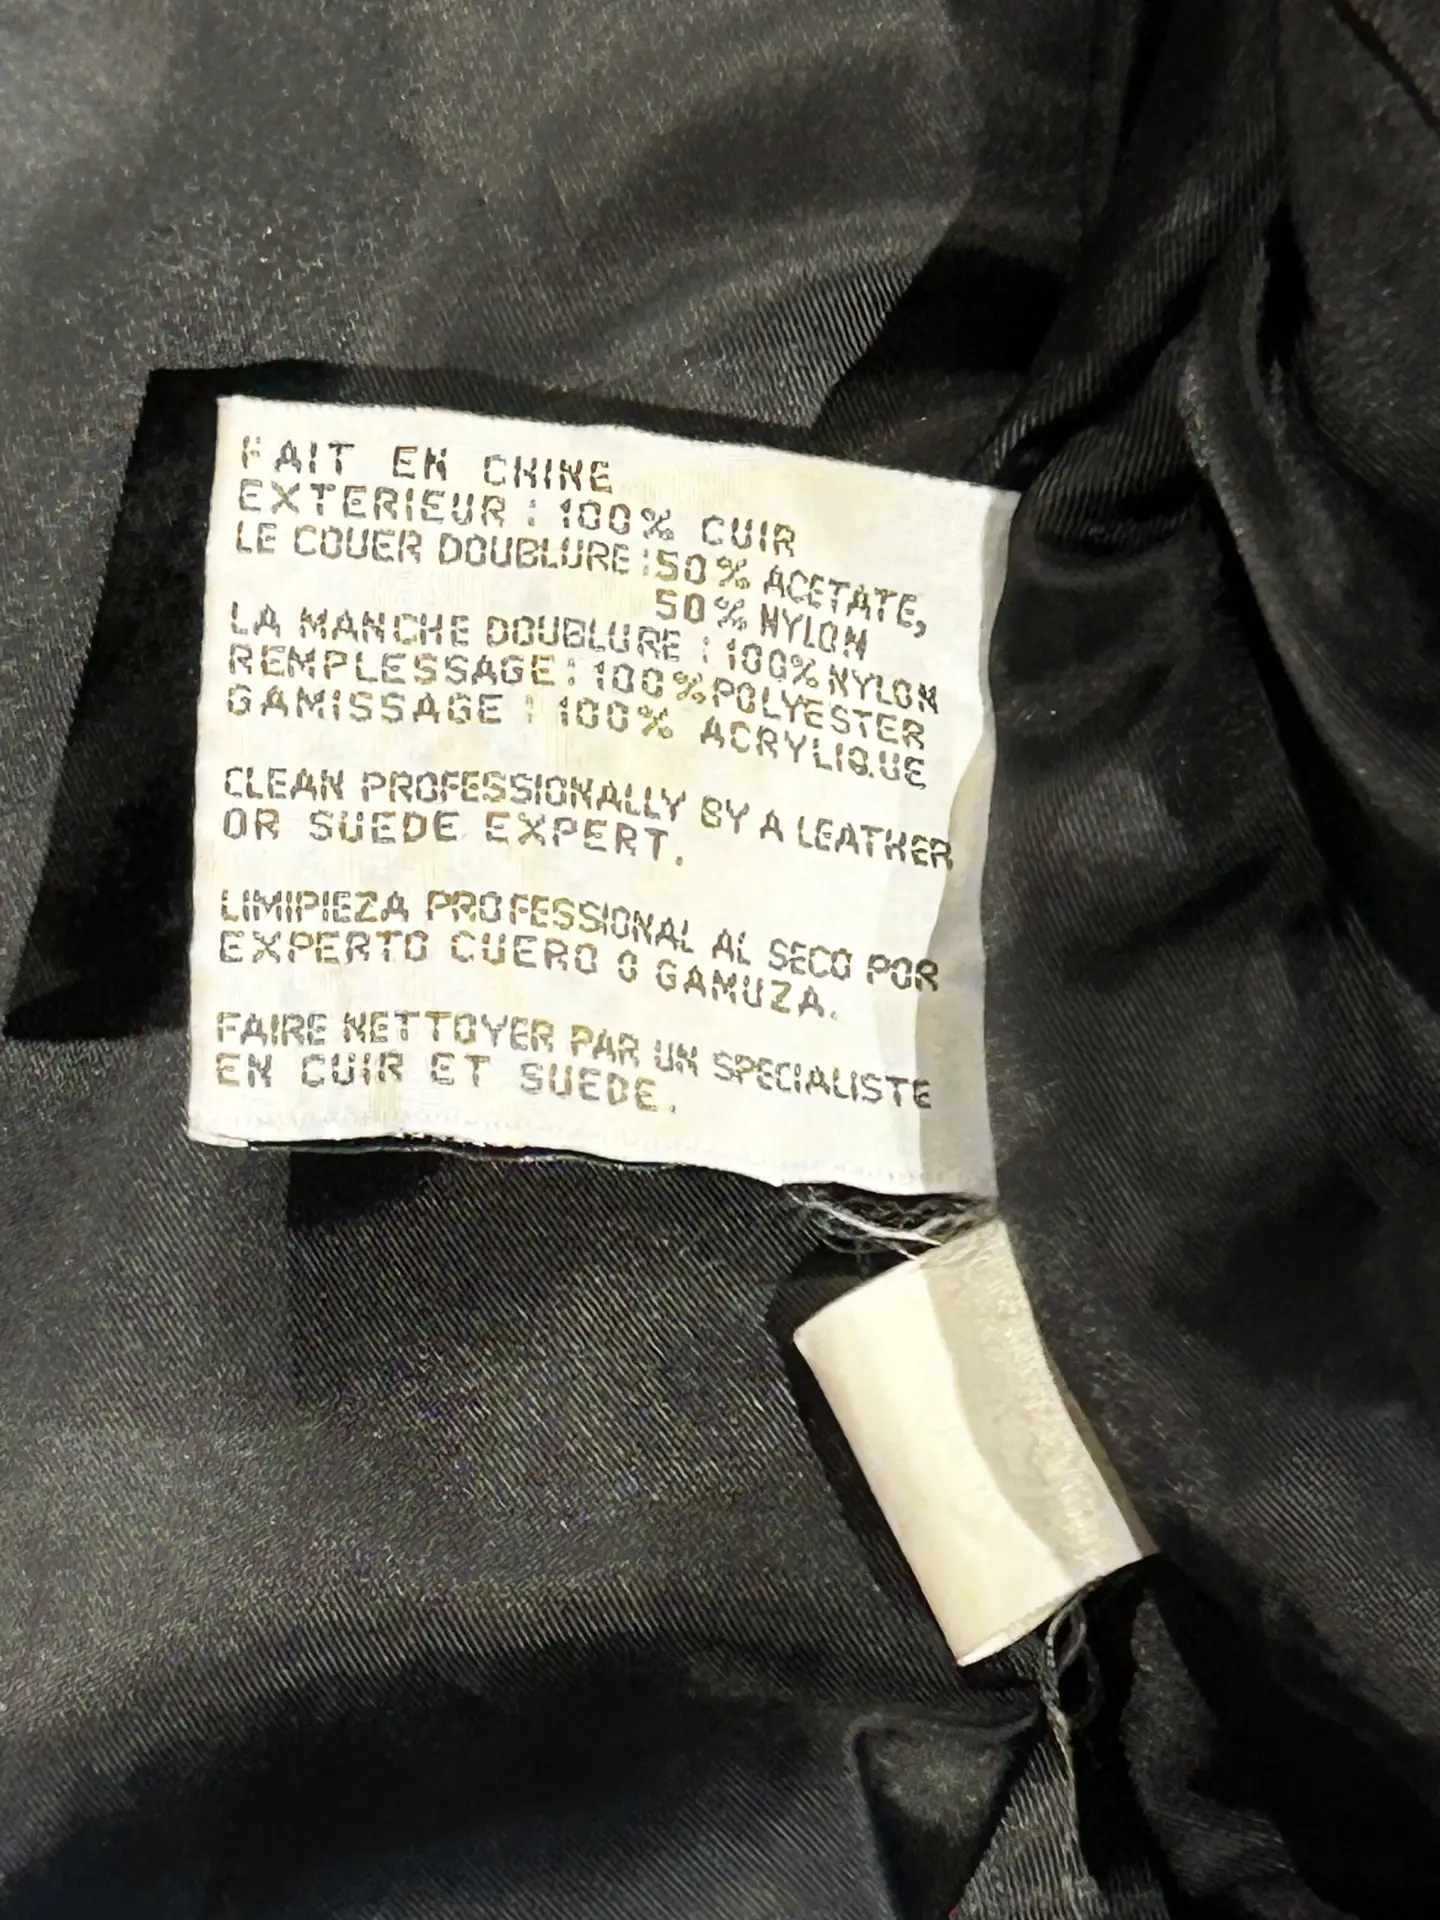 FAIT EN CHINE
EXTERIEUR : 100% CUIR
LE COUER DOUBLURE :50% ACETATE,
50% NYLON
LA MANCHE DOUBLURE : 100% NYLON
REMPLESSAGE : 100% POLYESTER
GAMISSAGE : 100% ACRYLIQUE
CLEAN PROFESSIONALLY BY A LEATHER
OR SUEDE EXPERT.
LIMIPIEZA PROFESSIONAL AL SECO POR
EXPERTO CUERO O GAMUZA.
FAIRE NETTOYER PAR UN SPECIALISTE
EN CUIR ET SUEDE.